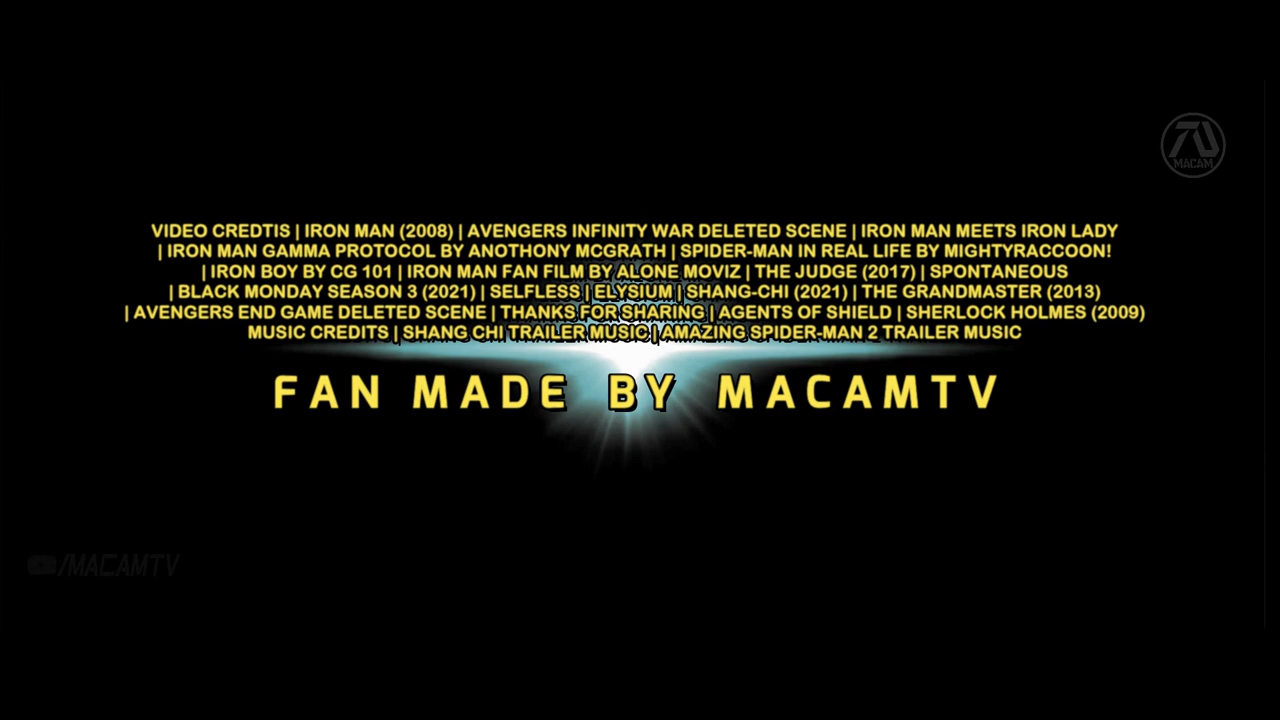 MACAM
VIDEO CREDTIS | IRON MAN (2008) | AVENGERS INFINITY WAR DELETED SCENE | IRON MAN MEETS IRON LADY
| IRON MAN GAMMA PROTOCOL BY ANOTHONY MCGRATH | SPIDER-MAN IN REAL LIFE BY MIGHTYRACCOON!
| IRON BOY BY CG 101 | IRON MAN FAN FILM BY ALONE MOVIZ | THE JUDGE (2017) | SPONTANEOUS
| BLACK MONDAY SEASON 3 (2021) | SELFLESS | ELYSIUM | SHANG-CHI (2021) | THE GRANDMASTER (2013)
| AVENGERS END GAME DELETED SCENE | THANKS FOR SHARING | AGENTS OF SHIELD | SHERLOCK HOLMES (2009)
MUSIC CREDITS | SHANG CHI TRAILER MUSIC | AMAZING SPIDER-MAN 2 TRAILER MUSIC
FAN MADE BY MACAMTV
/MACAMTV